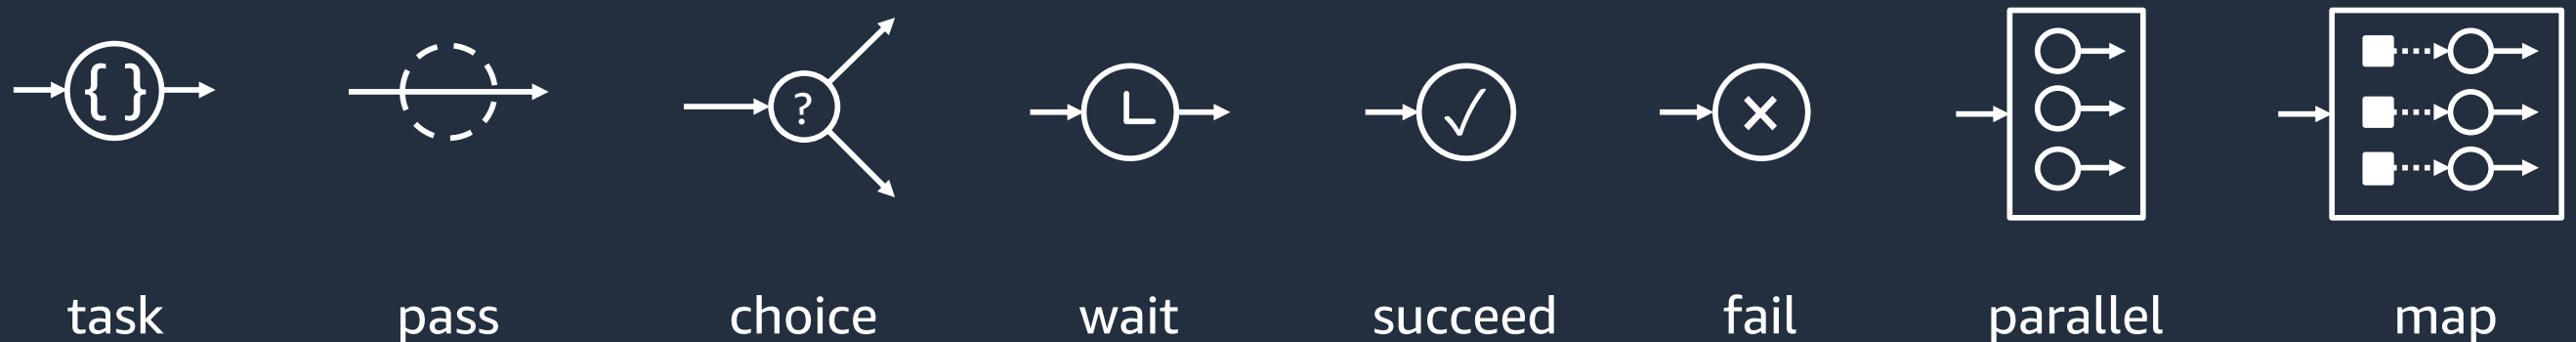 { }
?
task
pass
choice
wait
succeed
fail
parallel
map